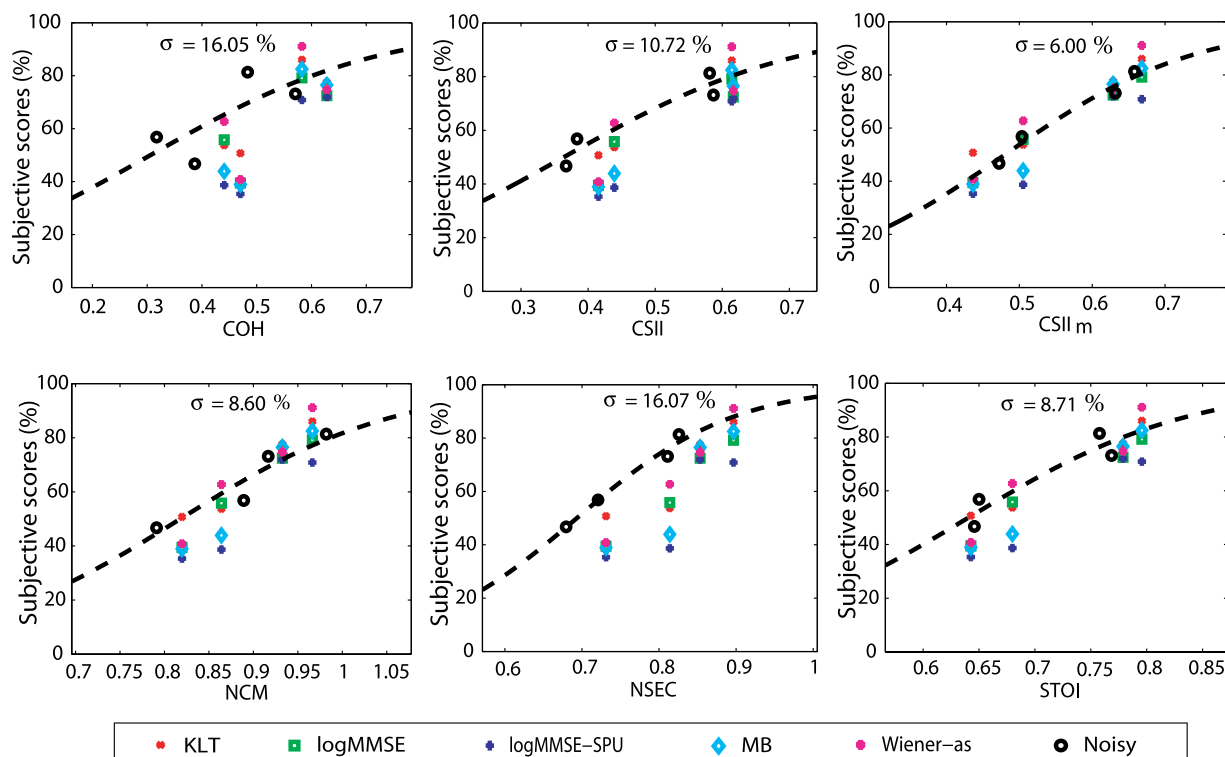 Subjective scores (%)
100
80
60
40
20
0
σ = 16.05 %
0.2 0.3 0.4 0.5 0.6 0.7
COH
Subjective scores (%)
100
80
60
40
20
0
σ = 10.72 %
0.3 0.4 0.5 0.6 0.7
CSII
Subjective scores (%)
100
80
60
40
20
0
σ = 6.00 %
0.4 0.5 0.6 0.7
CSII m
Subjective scores (%)
100
80
60
40
20
0
σ = 8.60 %
0.7 0.75 0.8 0.85 0.9 0.95 1 1.05
NCM
Subjective scores (%)
100
80
60
40
20
0
σ = 16.07 %
0.6 0.7 0.8 0.9 1
NSEC
Subjective scores (%)
100
80
60
40
20
0
σ = 8.71 %
0.6 0.65 0.7 0.75 0.8 0.85
STOI
KLT logMMSE logMMSE-SPU MB Wiener-as Noisy